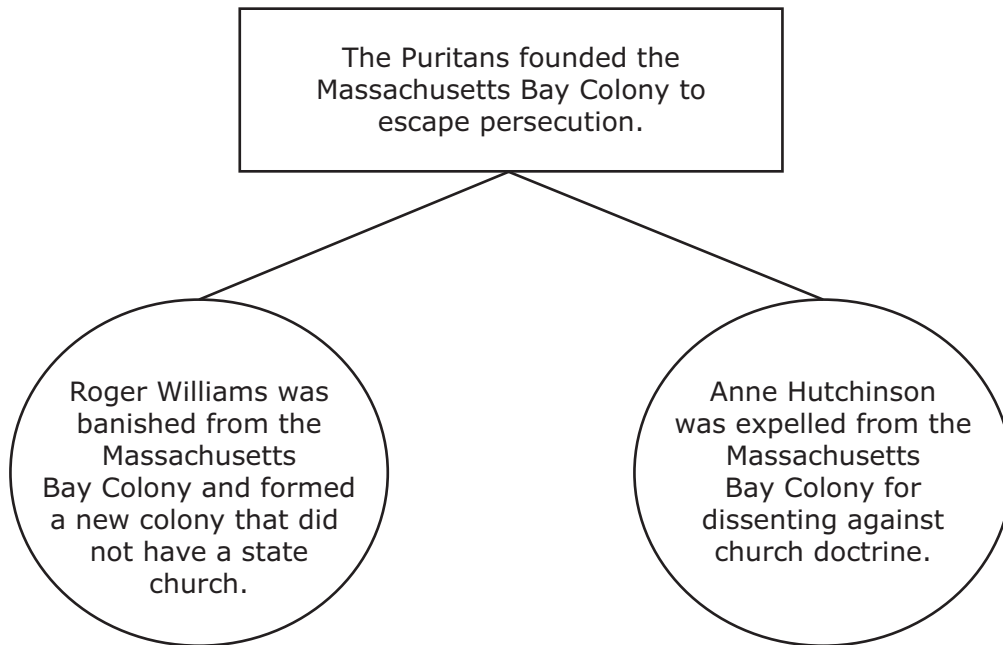 The Puritans founded the
Massachusetts Bay Colony to
escape persecution.
Roger Williams was
banished from the
Massachusetts
Bay Colony and formed
a new colony that did
not have a state
church.
Anne Hutchinson
was expelled from the
Massachusetts
Bay Colony for
dissenting against
church doctrine.